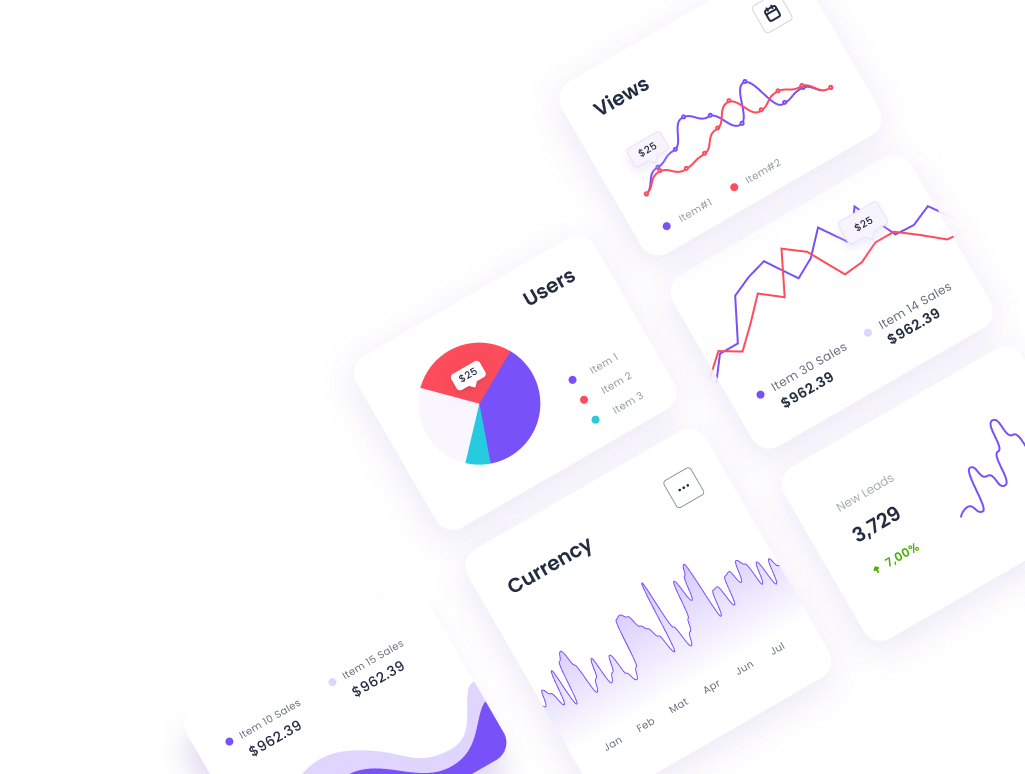 Views
$25
Item#1
Item#2
$25
Item 30 Sales
$962.39
Item 14 Sales
$962.39
Users
$25
Item 1
Item 2
Item 3
New Leads
3,729
7,00%
Currency
Jan
Feb
Mat
Apr
Jun
Jul
Item 10 Sales
$962.39
Item 15 Sales
$962.39